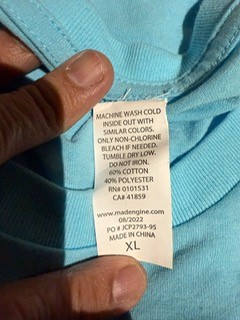 MACHINE WASH COLD
INSIDE OUT WITH
SIMILAR COLORS.
ONLY NON-CHLORINE
BLEACH IF NEEDED.
TUMBLE DRY LOW.
DO NOT IRON.
60% COTTON
40% POLYESTER
RN# 0101531
CA# 41859
www.madengine.com
08/2022
PO # JCP2793-95
MADE IN CHINA
XL